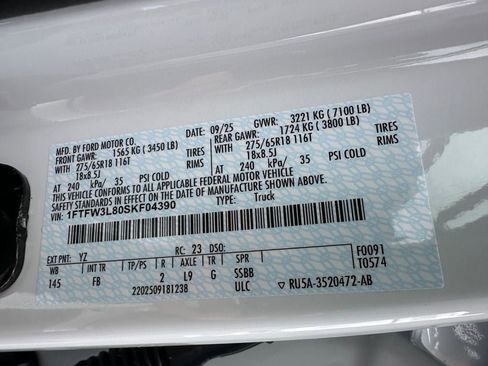 MFD. BY FORD MOTOR CO. 09/25 GVWR: 3221 KG ( 7100 LB)
FRONT GAWR: 1565 KG ( 3450 LB) REAR GAWR: 1724 KG ( 3800 LB)
275/65R18 116T TIRES 275/65R18 116T TIRES
18x8.5J RIMS 18x8.5J RIMS
AT 240 kPa/ 35 PSI COLD AT 240 kPa/ 35 PSI COLD
THIS VEHICLE CONFORMS TO ALL APPLICABLE FEDERAL MOTOR VEHICLE
SAFETY STANDARDS IN EFFECT ON THE DATE OF MANUFACTURE SHOWN ABOVE.
VIN: 1FTFW3L80SKF04390 TYPE: Truck
F0091
T0574
EXT PNT: YZ RC: 23 DSO:
WB INT TR TP/PS R AXLE TR SPR
145 FB 2 L9 G SSBB
2202509181238 ULC RU5A-3520472-AB